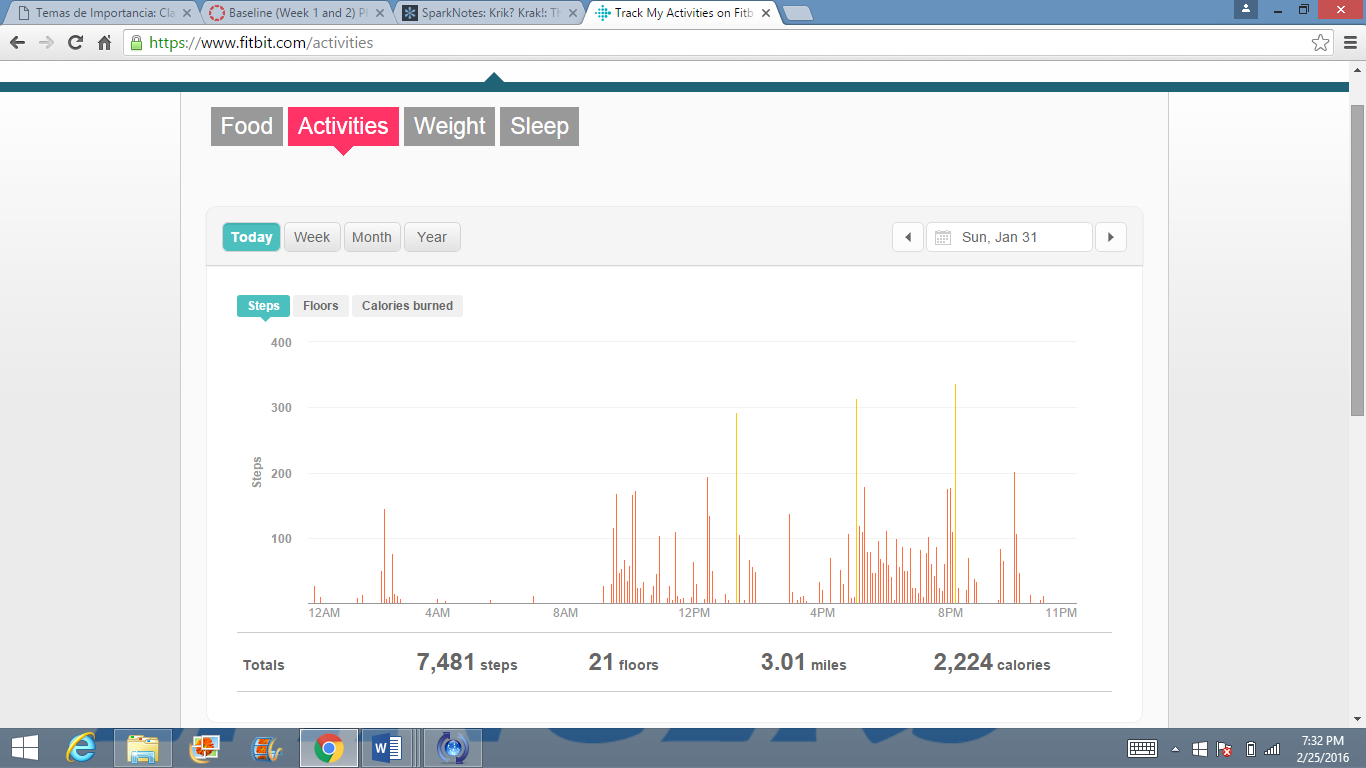 Temas de Importancia: Cla
Baseline (Week 1 and 2) Pl
SparkNotes: Krik? Krak!: Th
Track My Activities on Fitb
https://www.fitbit.com/activities
Food Activities Weight Sleep
Today Week Month Year Sun, Jan 31
Steps Floors Calories burned
400
300
200
100
Steps
12AM 4AM 8AM 12PM 4PM 8PM 11PM
Totals 7,481 steps 21 floors 3.01 miles 2,224 calories
7:32 PM
2/25/2016